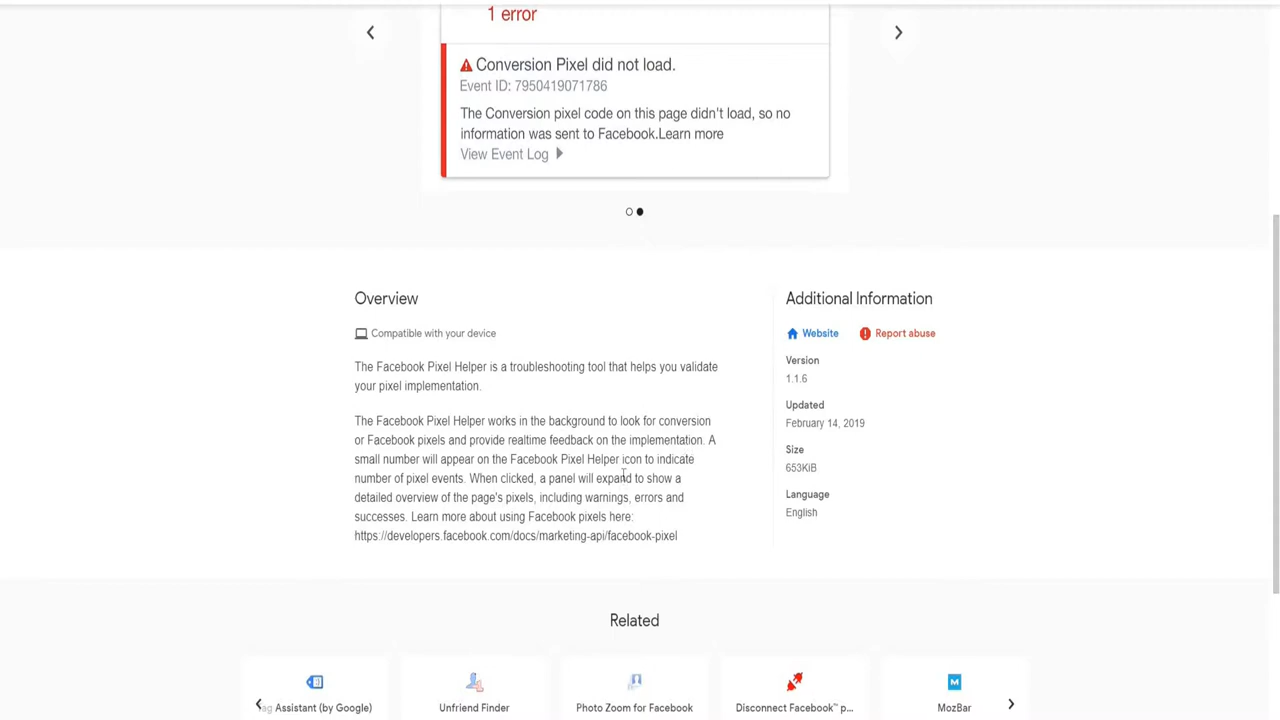 1 error
Conversion Pixel did not load.
Event ID: 7950419071786
The Conversion pixel code on this page didn't load, so no
information was sent to Facebook.Learn more
View Event Log
Overview
Compatible with your device
The Facebook Pixel Helper is a troubleshooting tool that helps you validate
your pixel implementation.
The Facebook Pixel Helper works in the background to look for conversion
or Facebook pixels and provide realtime feedback on the implementation. A
small number will appear on the Facebook Pixel Helper icon to indicate
number of pixel events. When clicked, a panel will expand to show a
detailed overview of the page's pixels, including warnings, errors and
successes. Learn more about using Facebook pixels here:
https://developers.facebook.com/docs/marketing-api/facebook-pixel
Additional Information
Website Report abuse
Version
1.1.6
Updated
February 14, 2019
Size
653KiB
Language
English
Related
Assistant (by Google)
Unfriend Finder
Photo Zoom for Facebook
Disconnect Facebook™ p...
M
MozBar